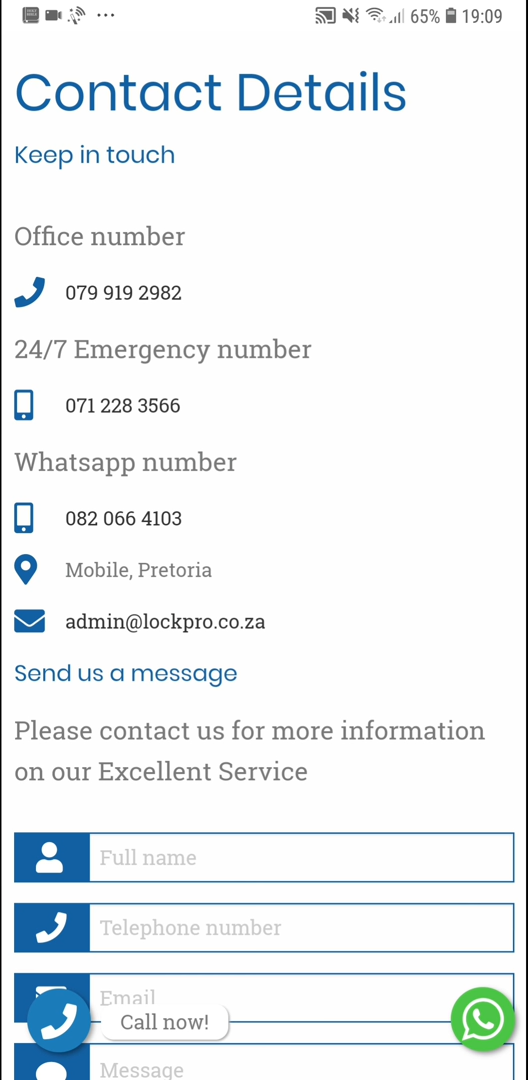 65% 19:09
Contact Details
Keep in touch
Office number
079 919 2982
24/7 Emergency number
071 228 3566
Whatsapp number
082 066 4103
Mobile, Pretoria
admin@lockpro.co.za
Send us a message
Please contact us for more information
on our Excellent Service
Full name
Telephone number
Email
Call now!
Message